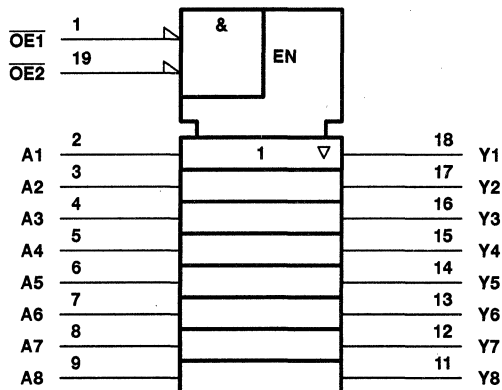 &
1
OE1
19
OE2
EN
A1 2 1 ▽ 18 Y1
A2 3 17 Y2
A3 4 16 Y3
A4 5 15 Y4
A5 6 14 Y5
A6 7 13 Y6
A7 8 12 Y7
A8 9 11 Y8